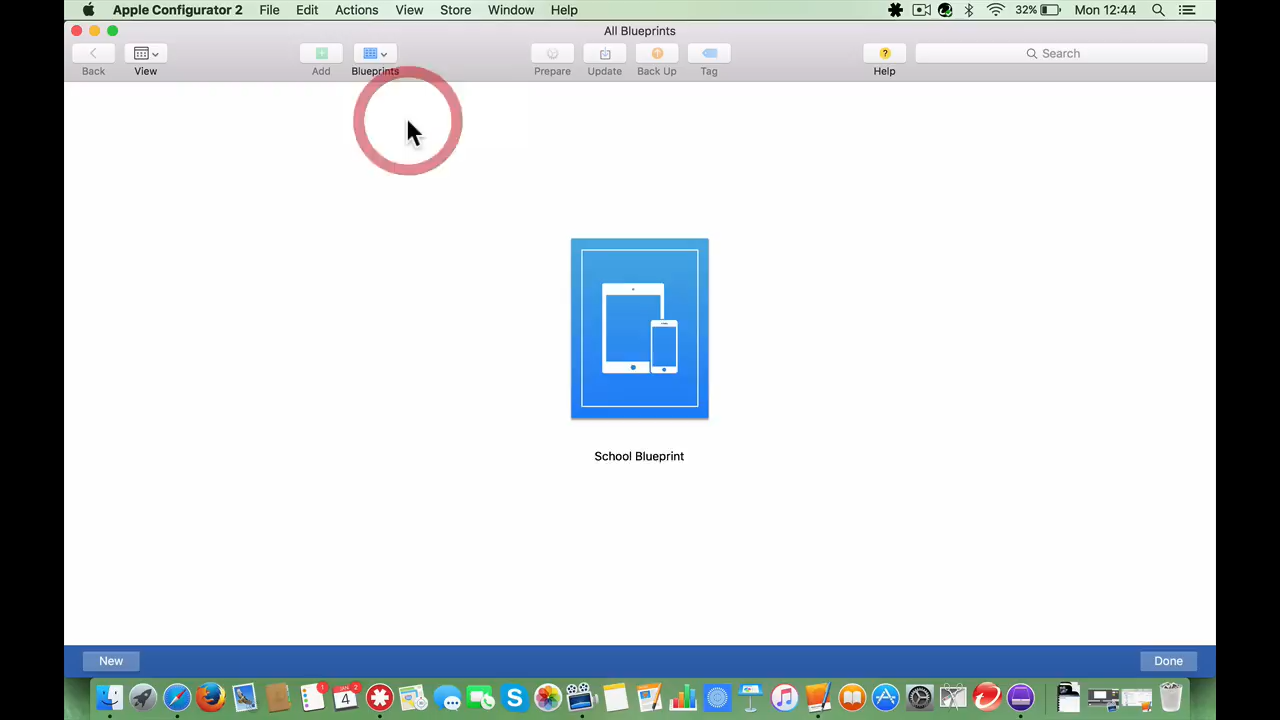 Apple Configurator 2 File Edit Actions View Store Window Help 32% Mon 12:44
All Blueprints
Back View Add Blueprints Prepare Update Back Up Tag Help Search
School Blueprint
New Done